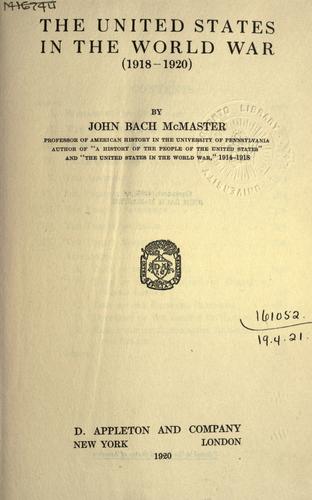 THE UNITED STATES
IN THE WORLD WAR
(1918–1920)
BY
JOHN BACH McMASTER
PROFESSOR OF AMERICAN HISTORY IN THE UNIVERSITY OF PENNSYLVANIA
AUTHOR OF "A HISTORY OF THE PEOPLE OF THE UNITED STATES"
AND "THE UNITED STATES IN THE WORLD WAR," 1914–1918
LIBRARY
UNIVERSITY
161052.
19.4.21.
D. APPLETON AND COMPANY
NEW YORK LONDON
1920